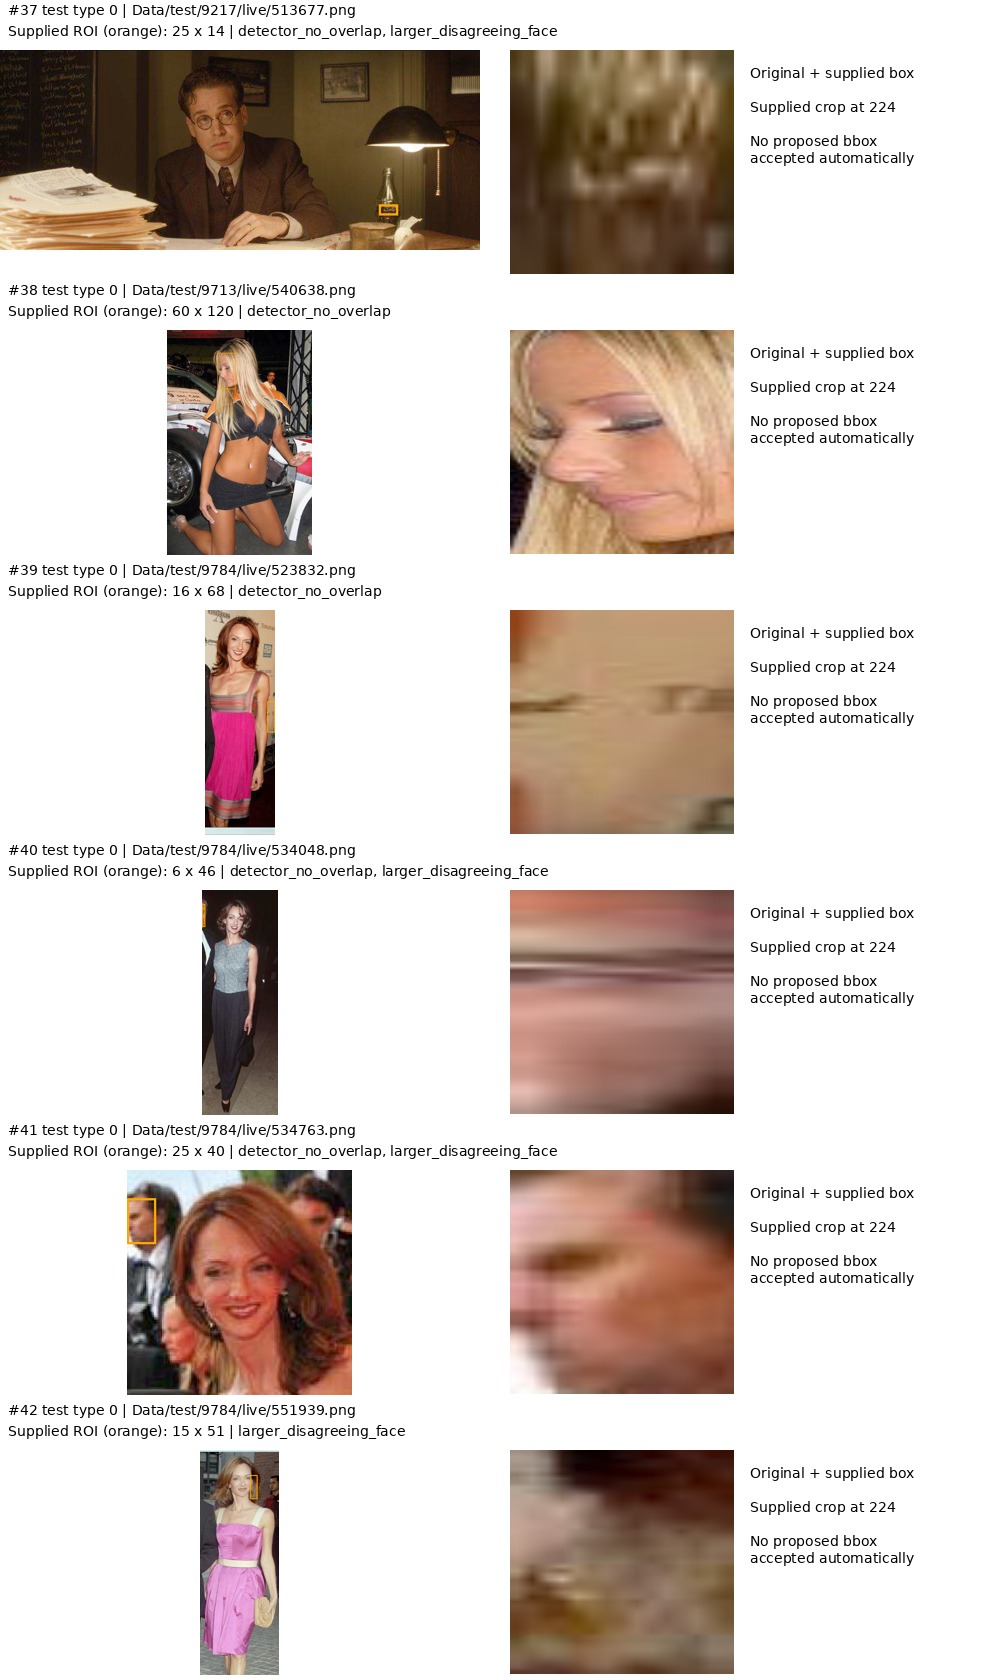 #37 test type 0 | Data/test/9217/live/513677.png
Supplied ROI (orange): 25 x 14 | detector_no_overlap, larger_disagreeing_face
Original + supplied box
Supplied crop at 224
No proposed bbox
accepted automatically
#38 test type 0 | Data/test/9713/live/540638.png
Supplied ROI (orange): 60 x 120 | detector_no_overlap
Original + supplied box
Supplied crop at 224
No proposed bbox
accepted automatically
#39 test type 0 | Data/test/9784/live/523832.png
Supplied ROI (orange): 16 x 68 | detector_no_overlap
Original + supplied box
Supplied crop at 224
No proposed bbox
accepted automatically
#40 test type 0 | Data/test/9784/live/534048.png
Supplied ROI (orange): 6 x 46 | detector_no_overlap, larger_disagreeing_face
Original + supplied box
Supplied crop at 224
No proposed bbox
accepted automatically
#41 test type 0 | Data/test/9784/live/534763.png
Supplied ROI (orange): 25 x 40 | detector_no_overlap, larger_disagreeing_face
Original + supplied box
Supplied crop at 224
No proposed bbox
accepted automatically
#42 test type 0 | Data/test/9784/live/551939.png
Supplied ROI (orange): 15 x 51 | larger_disagreeing_face
Original + supplied box
Supplied crop at 224
No proposed bbox
accepted automatically